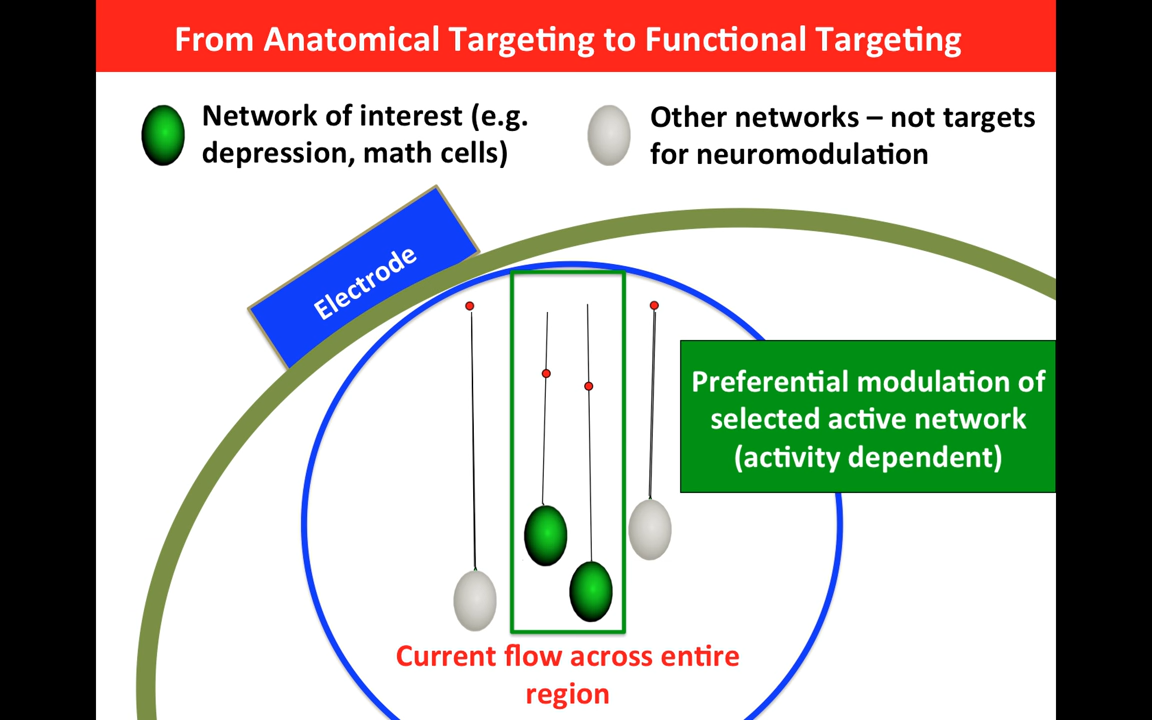 From Anatomical Targeting to Functional Targeting
Network of interest (e.g.
depression, math cells)
Other networks – not targets
for neuromodulation
Electrode
Preferential modulation of
selected active network
(activity dependent)
Current flow across entire
region